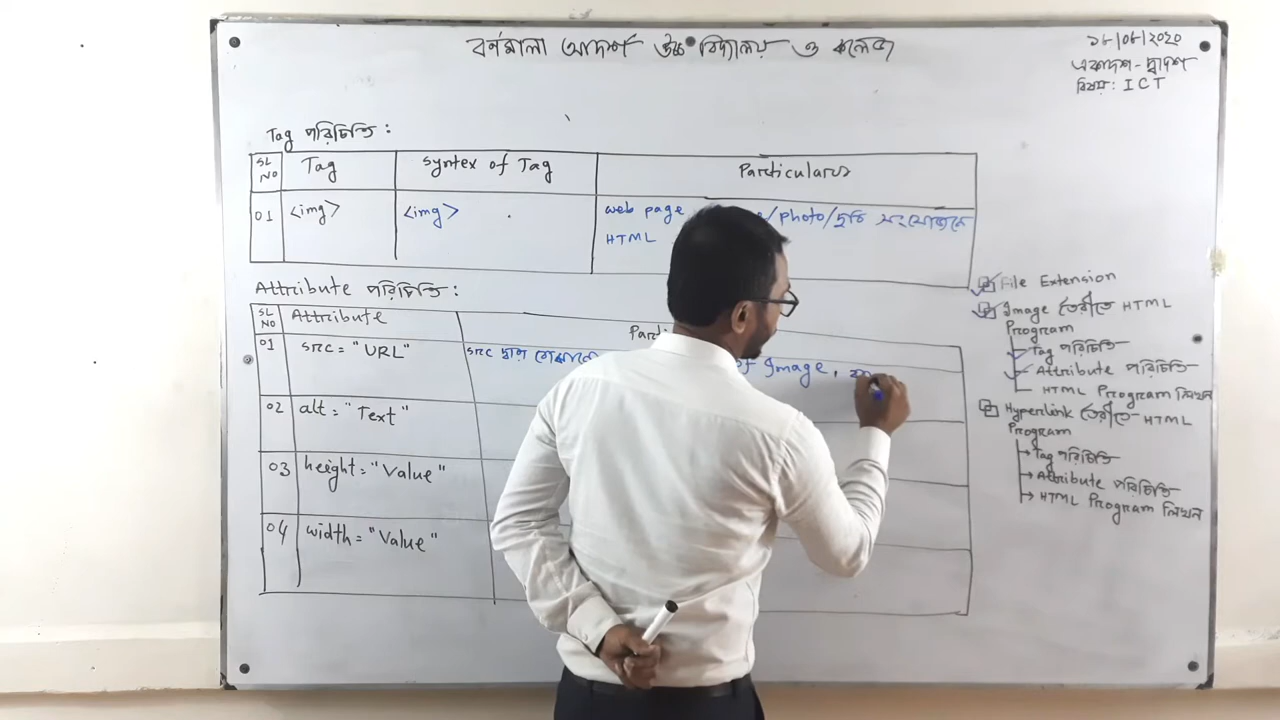 বর্ণমালা আদর্শ উচ্চ বিদ্যালয় ও কলেজ
১৮/০৮/২০২০
একাদশ - দ্বাদশ
বিষয় : ICT
Tag পরিচিতি :
SL NO
Tag
Syntex of Tag
Particulars
01
<img>
<img>
web page
/photo/ছবি সংযোজনে
HTML
Attribute পরিচিতি :
SL NO
Attribute
01
src = "URL"
src দ্বারা
of Image,
02
alt = "Text"
03
height = "Value"
04
width = "Value"
File Extension
Image তৈরীতে HTML
Program
Tag পরিচিতি
Attribute পরিচিতি
HTML Program লিখন
Hyperlink তৈরীতে HTML
Program
Tag পরিচিতি
Attribute পরিচিতি
HTML Program লিখন